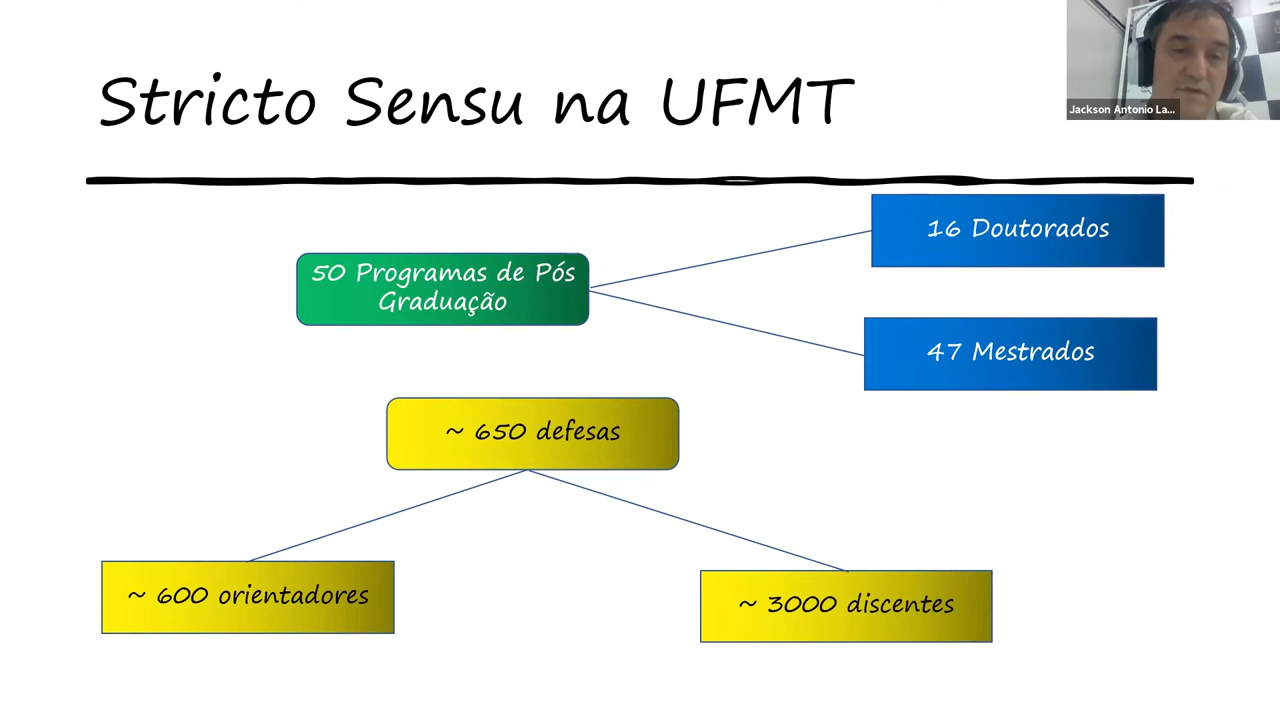 Stricto Sensu na UFMT
Jackson Antonio La...
16 Doutorados
50 Programas de Pós
Graduação
47 Mestrados
~ 650 defesas
~ 600 orientadores
~ 3000 discentes